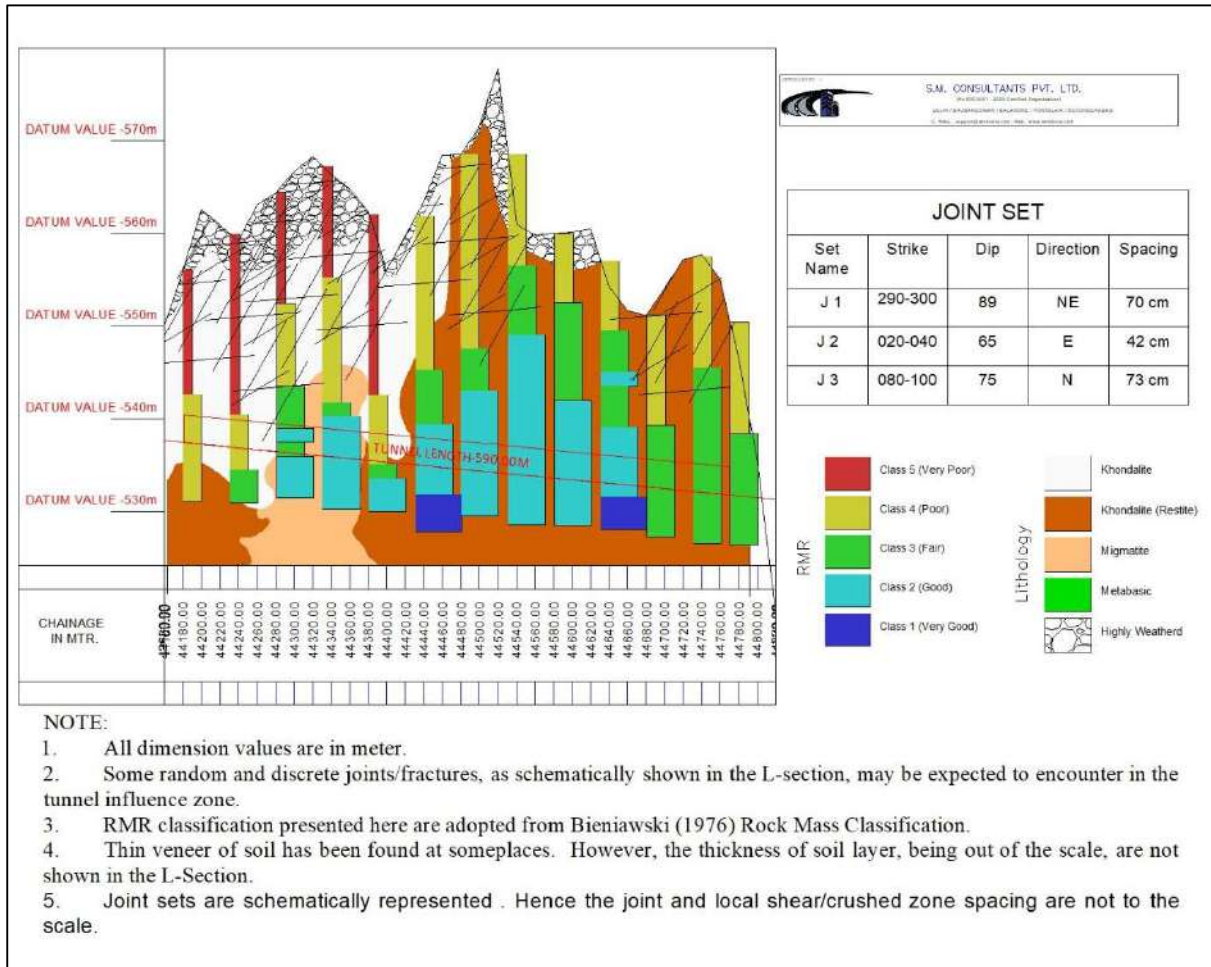 S.M. CONSULTANTS PVT. LTD.
DATUM VALUE -570m
DATUM VALUE -560m
DATUM VALUE -550m
DATUM VALUE -540m
DATUM VALUE -530m
TUNNEL LENGTH-590.00M
JOINT SET
Set Name Strike Dip Direction Spacing
J 1 290-300 89 NE 70 cm
J 2 020-040 65 E 42 cm
J 3 080-100 75 N 73 cm
RMR
Class 5 (Very Poor)
Class 4 (Poor)
Class 3 (Fair)
Class 2 (Good)
Class 1 (Very Good)
Lithology
Khondalite
Khondalite (Restite)
Migmatite
Metabasic
Highly Weatherd
CHAINAGE
IN MTR.
44180.00
44200.00
44220.00
44240.00
44260.00
44280.00
44300.00
44320.00
44340.00
44360.00
44380.00
44400.00
44420.00
44440.00
44460.00
44480.00
44500.00
44520.00
44540.00
44560.00
44580.00
44600.00
44620.00
44640.00
44660.00
44680.00
44700.00
44720.00
44740.00
44760.00
44780.00
44800.00
NOTE:
1. All dimension values are in meter.
2. Some random and discrete joints/fractures, as schematically shown in the L-section, may be expected to encounter in the
tunnel influence zone.
3. RMR classification presented here are adopted from Bieniawski (1976) Rock Mass Classification.
4. Thin veneer of soil has been found at someplaces. However, the thickness of soil layer, being out of the scale, are not
shown in the L-Section.
5. Joint sets are schematically represented . Hence the joint and local shear/crushed zone spacing are not to the
scale.